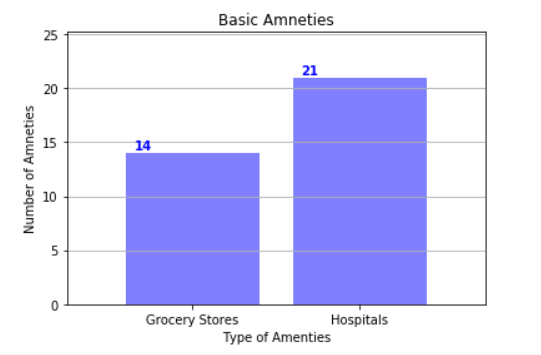 Basic Amneties
25
20
15
10
5
0
Number of Amneties
14
21
Grocery Stores
Hospitals
Type of Amenties